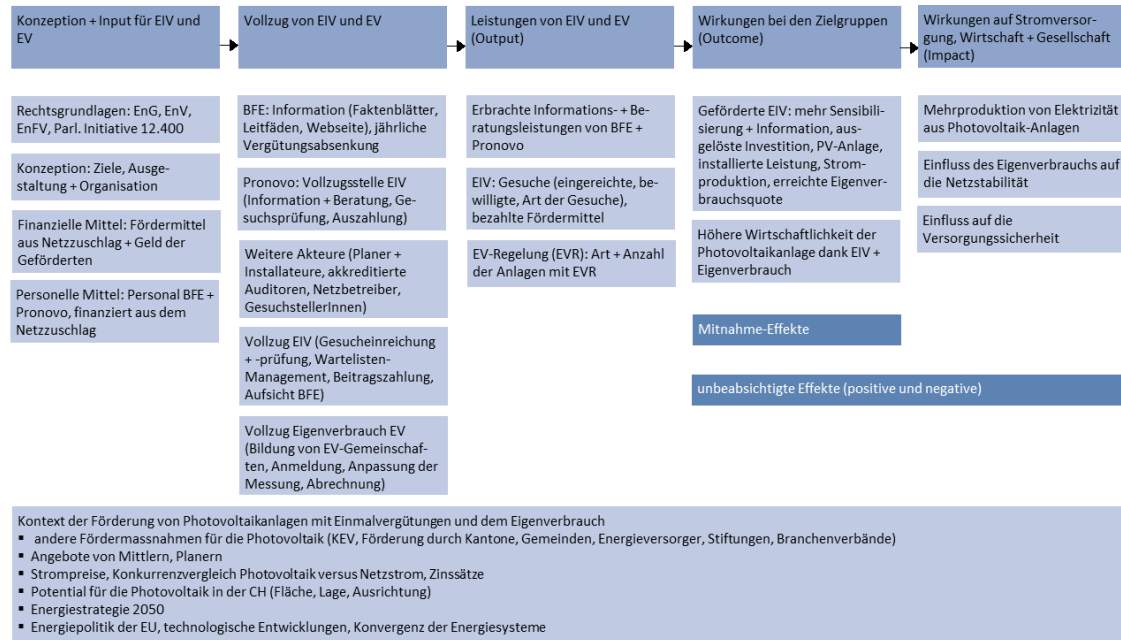 Konzeption + Input für EIV und
EV
Vollzug von EIV und EV
Leistungen von EIV und EV
(Output)
Wirkungen bei den Zielgruppen
(Outcome)
Wirkungen auf Stromversor-
gung, Wirtschaft + Gesellschaft
(Impact)
Rechtsgrundlagen: EnG, EnV,
EnFV, Parl. Initiative 12.400
Konzeption: Ziele, Ausge-
staltung + Organisation
Finanzielle Mittel: Fördermittel
aus Netzzuschlag + Geld der
Geförderten
Personelle Mittel: Personal BFE +
Pronovo, finanziert aus dem
Netzzuschlag
BFE: Information (Faktenblätter,
Leitfäden, Webseite), jährliche
Vergütungsabsenkung
Pronovo: Vollzugsstelle EIV
(Information + Beratung, Ge-
suchsprüfung, Auszahlung)
Weitere Akteure (Planer +
Installateure, akkreditierte
Auditoren, Netzbetreiber,
GesuchstellerInnen)
Vollzug EIV (Gesucheinreichung
+ -prüfung, Wartelisten-
Management, Beitragszahlung,
Aufsicht BFE)
Vollzug Eigenverbrauch EV
(Bildung von EV-Gemeinschaf-
ten, Anmeldung, Anpassung der
Messung, Abrechnung)
Erbrachte Informations- + Be-
ratungsleistungen von BFE +
Pronovo
EIV: Gesuche (eingereichte, be-
willigte, Art der Gesuche),
bezahlte Fördermittel
EV-Regelung (EVR): Art + Anzahl
der Anlagen mit EVR
Geförderte EIV: mehr Sensibili-
sierung + Information, aus-
gelöste Investition, PV-Anlage,
installierte Leistung, Strom-
produktion, erreichte Eigenver-
brauchsquote
Höhere Wirtschaftlichkeit der
Photovoltaikanlage dank EIV +
Eigenverbrauch
Mitnahme-Effekte
unbeabsichtigte Effekte (positive und negative)
Mehrproduktion von Elektrizität
aus Photovoltaik-Anlagen
Einfluss des Eigenverbrauchs auf
die Netzstabilität
Einfluss auf die
Versorgungssicherheit
Kontext der Förderung von Photovoltaikanlagen mit Einmalvergütungen und dem Eigenverbrauch
▪ andere Fördermassnahmen für die Photovoltaik (KEV, Förderung durch Kantone, Gemeinden, Energieversorger, Stiftungen, Branchenverbände)
▪ Angebote von Mittlern, Planern
▪ Strompreise, Konkurrenzvergleich Photovoltaik versus Netzstrom, Zinssätze
▪ Potential für die Photovoltaik in der CH (Fläche, Lage, Ausrichtung)
▪ Energiestrategie 2050
▪ Energiepolitik der EU, technologische Entwicklungen, Konvergenz der Energiesysteme